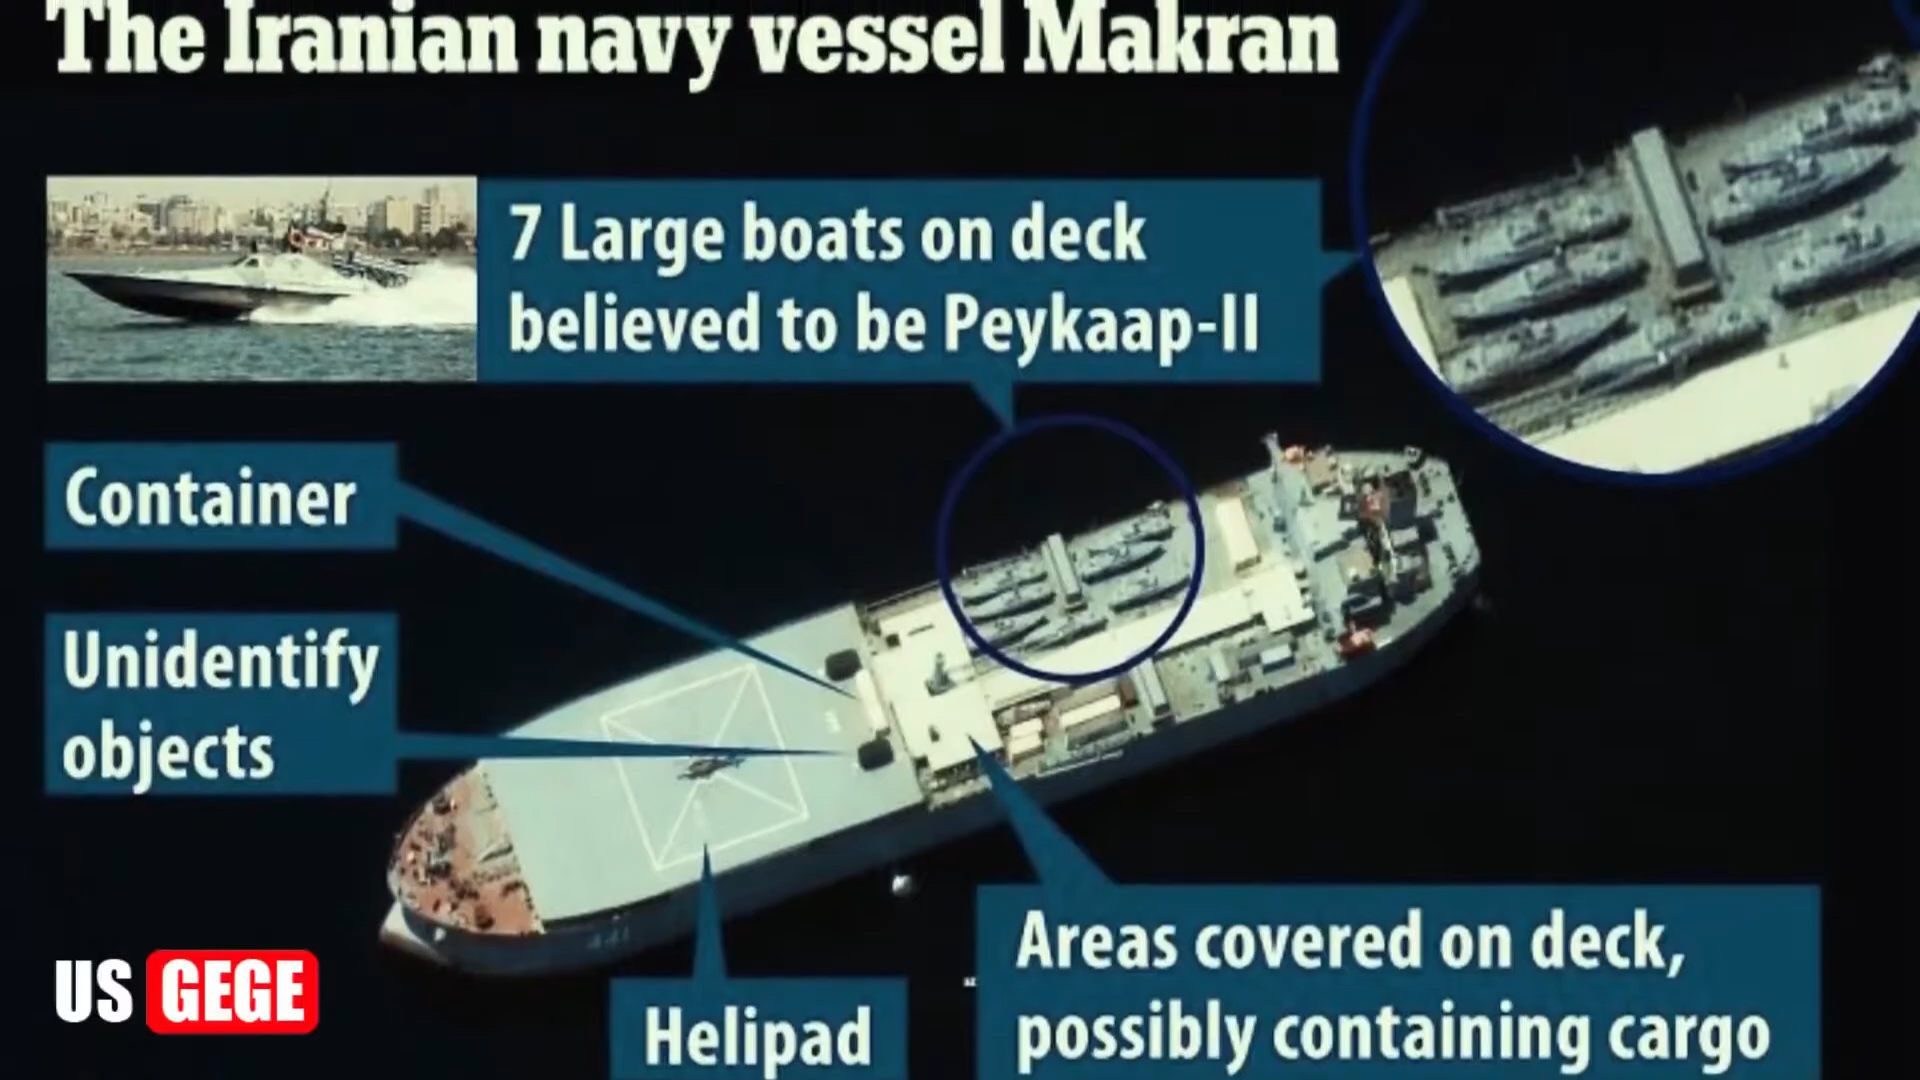 The Iranian navy vessel Makran
7 Large boats on deck
believed to be Peykaap-II
Container
Unidentify
objects
Helipad
Areas covered on deck,
possibly containing cargo
US GEGE